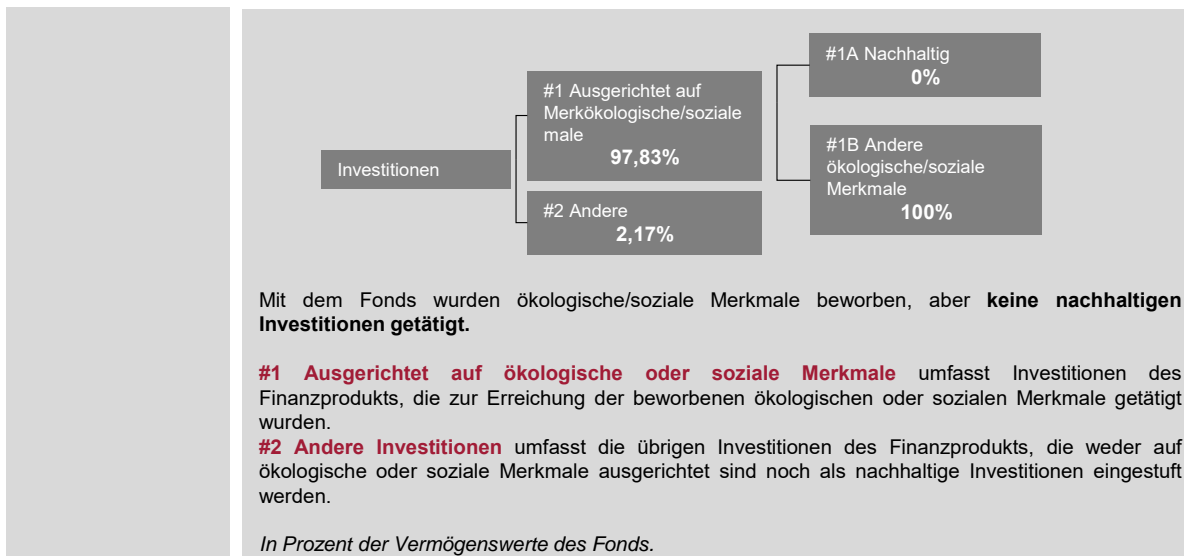 Investitionen
#1 Ausgerichtet auf
Merkökologische/soziale
male
97,83%
#2 Andere
2,17%
#1A Nachhaltig
0%
#1B Andere
ökologische/soziale
Merkmale
100%
Mit dem Fonds wurden ökologische/soziale Merkmale beworben, aber keine nachhaltigen
Investitionen getätigt.
#1 Ausgerichtet auf ökologische oder soziale Merkmale umfasst Investitionen des
Finanzprodukts, die zur Erreichung der beworbenen ökologischen oder sozialen Merkmale getätigt
wurden.
#2 Andere Investitionen umfasst die übrigen Investitionen des Finanzprodukts, die weder auf
ökologische oder soziale Merkmale ausgerichtet sind noch als nachhaltige Investitionen eingestuft
werden.
In Prozent der Vermögenswerte des Fonds.